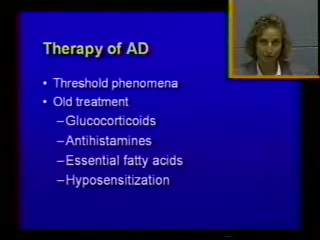 Therapy of AD
• Threshold phenomena
• Old treatment
–Glucocorticoids
–Antihistamines
–Essential fatty acids
–Hyposensitization